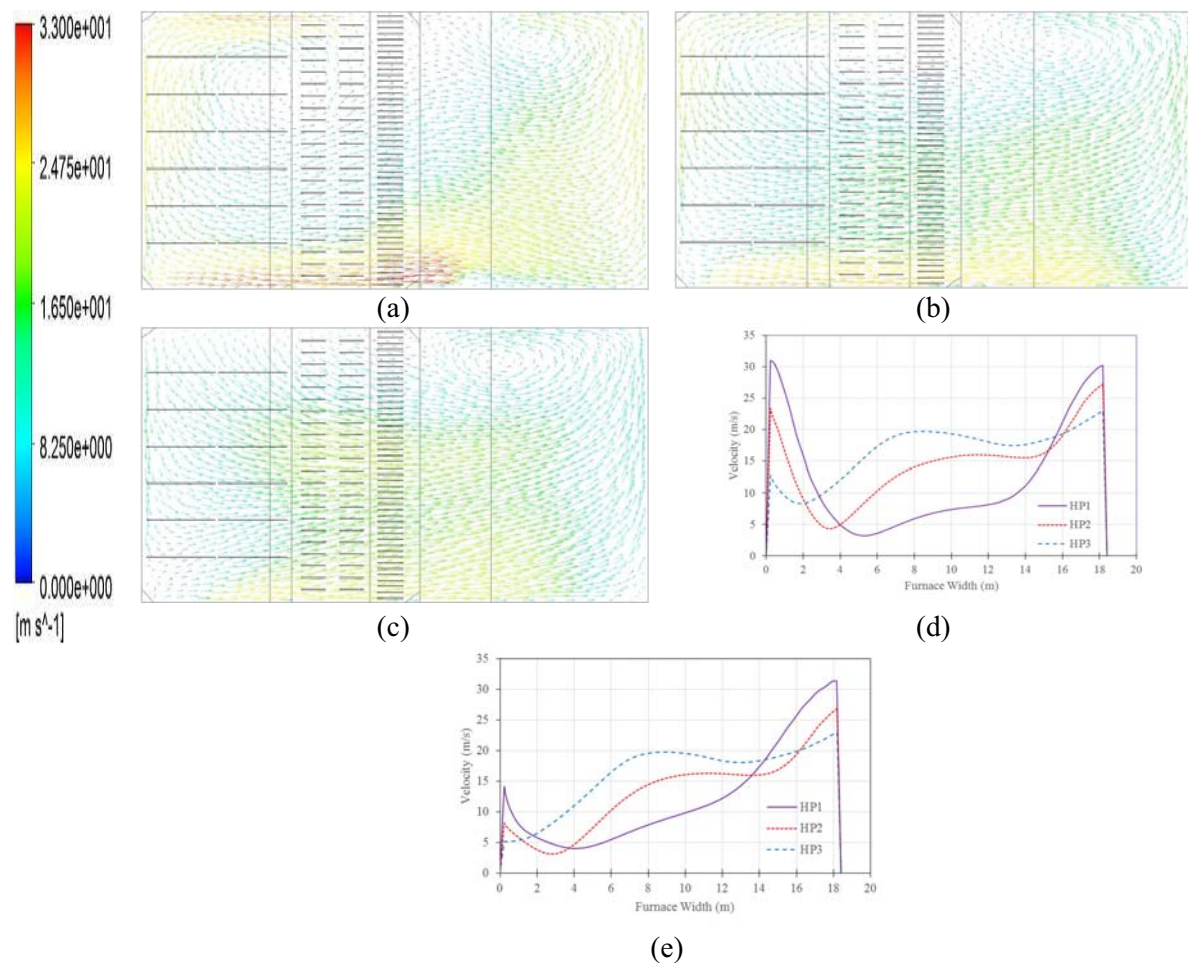 3.300e+001
2.475e+001
1.650e+001
8.250e+000
0.000e+000
[m s^-1]
(a)
(b)
(c)
35
30
25
20
15
10
5
0
Velocity (m/s)
HP1
HP2
HP3
0 2 4 6 8 10 12 14 16 18 20
Furnace Width (m)
(d)
35
30
25
20
15
10
5
0
Velocity (m/s)
HP1
HP2
HP3
0 2 4 6 8 10 12 14 16 18 20
Furnace Width (m)
(e)